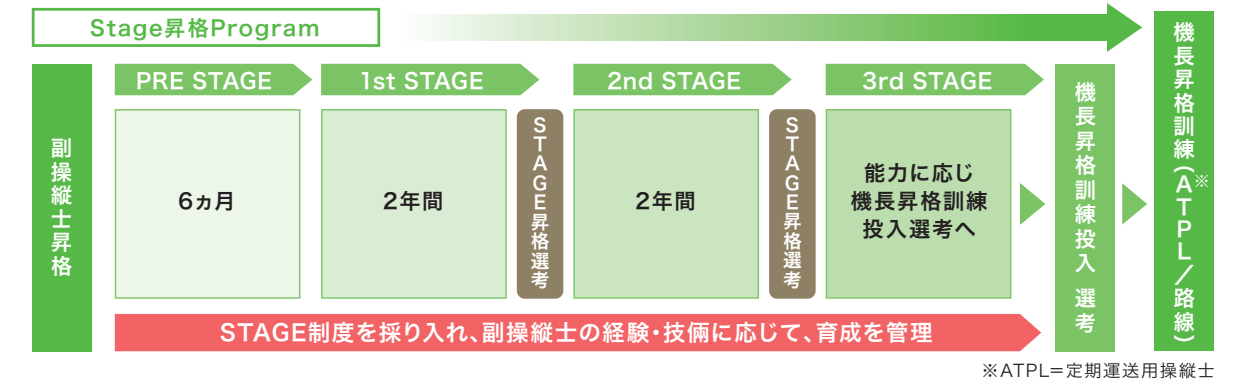 Stage昇格Program
副操縦士昇格
PRE STAGE
6ヵ月
1st STAGE
2年間
STAGE昇格選考
2nd STAGE
2年間
STAGE昇格選考
3rd STAGE
能力に応じ
機長昇格訓練
投入選考へ
機長昇格訓練投入 選考
機長昇格訓練(ATPL※/路線)
STAGE制度を採り入れ、副操縦士の経験・技倆に応じて、育成を管理
※ATPL=定期運送用操縦士